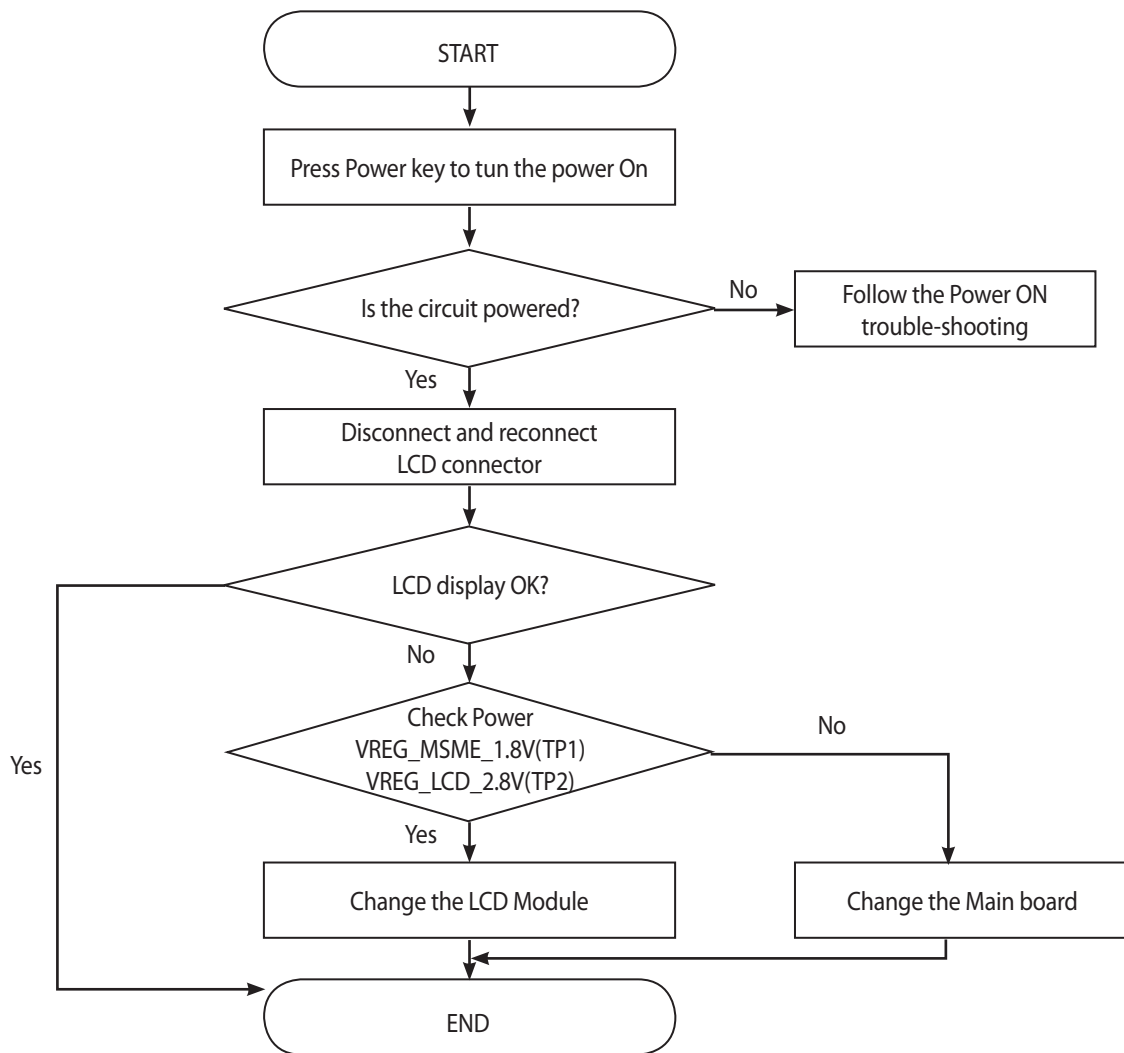 START
Press Power key to tun the power On
Is the circuit powered?
No
Follow the Power ON
trouble-shooting
Yes
Disconnect and reconnect
LCD connector
LCD display OK?
No
Check Power
VREG_MSME_1.8V(TP1)
VREG_LCD_2.8V(TP2)
No
Yes
Yes
Change the LCD Module
Change the Main board
END